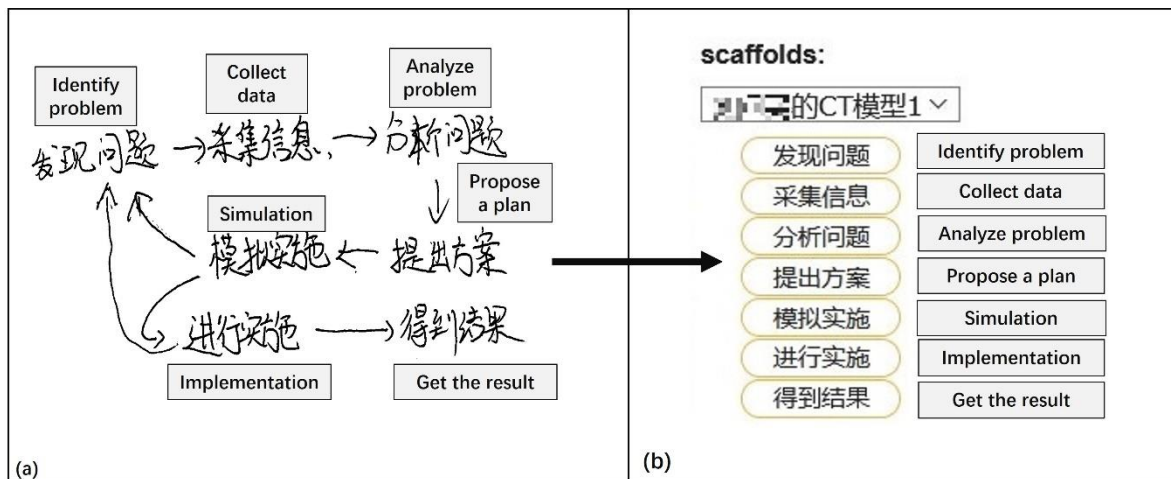 Identify problem
Collect data
Analyze problem
发现问题
采集信息
分析问题
Propose a plan
Simulation
模拟实施
提出方案
进行实施
得到结果
Implementation
Get the result
(a)
scaffolds:
的CT模型1
发现问题 Identify problem
采集信息 Collect data
分析问题 Analyze problem
提出方案 Propose a plan
模拟实施 Simulation
进行实施 Implementation
得到结果 Get the result
(b)